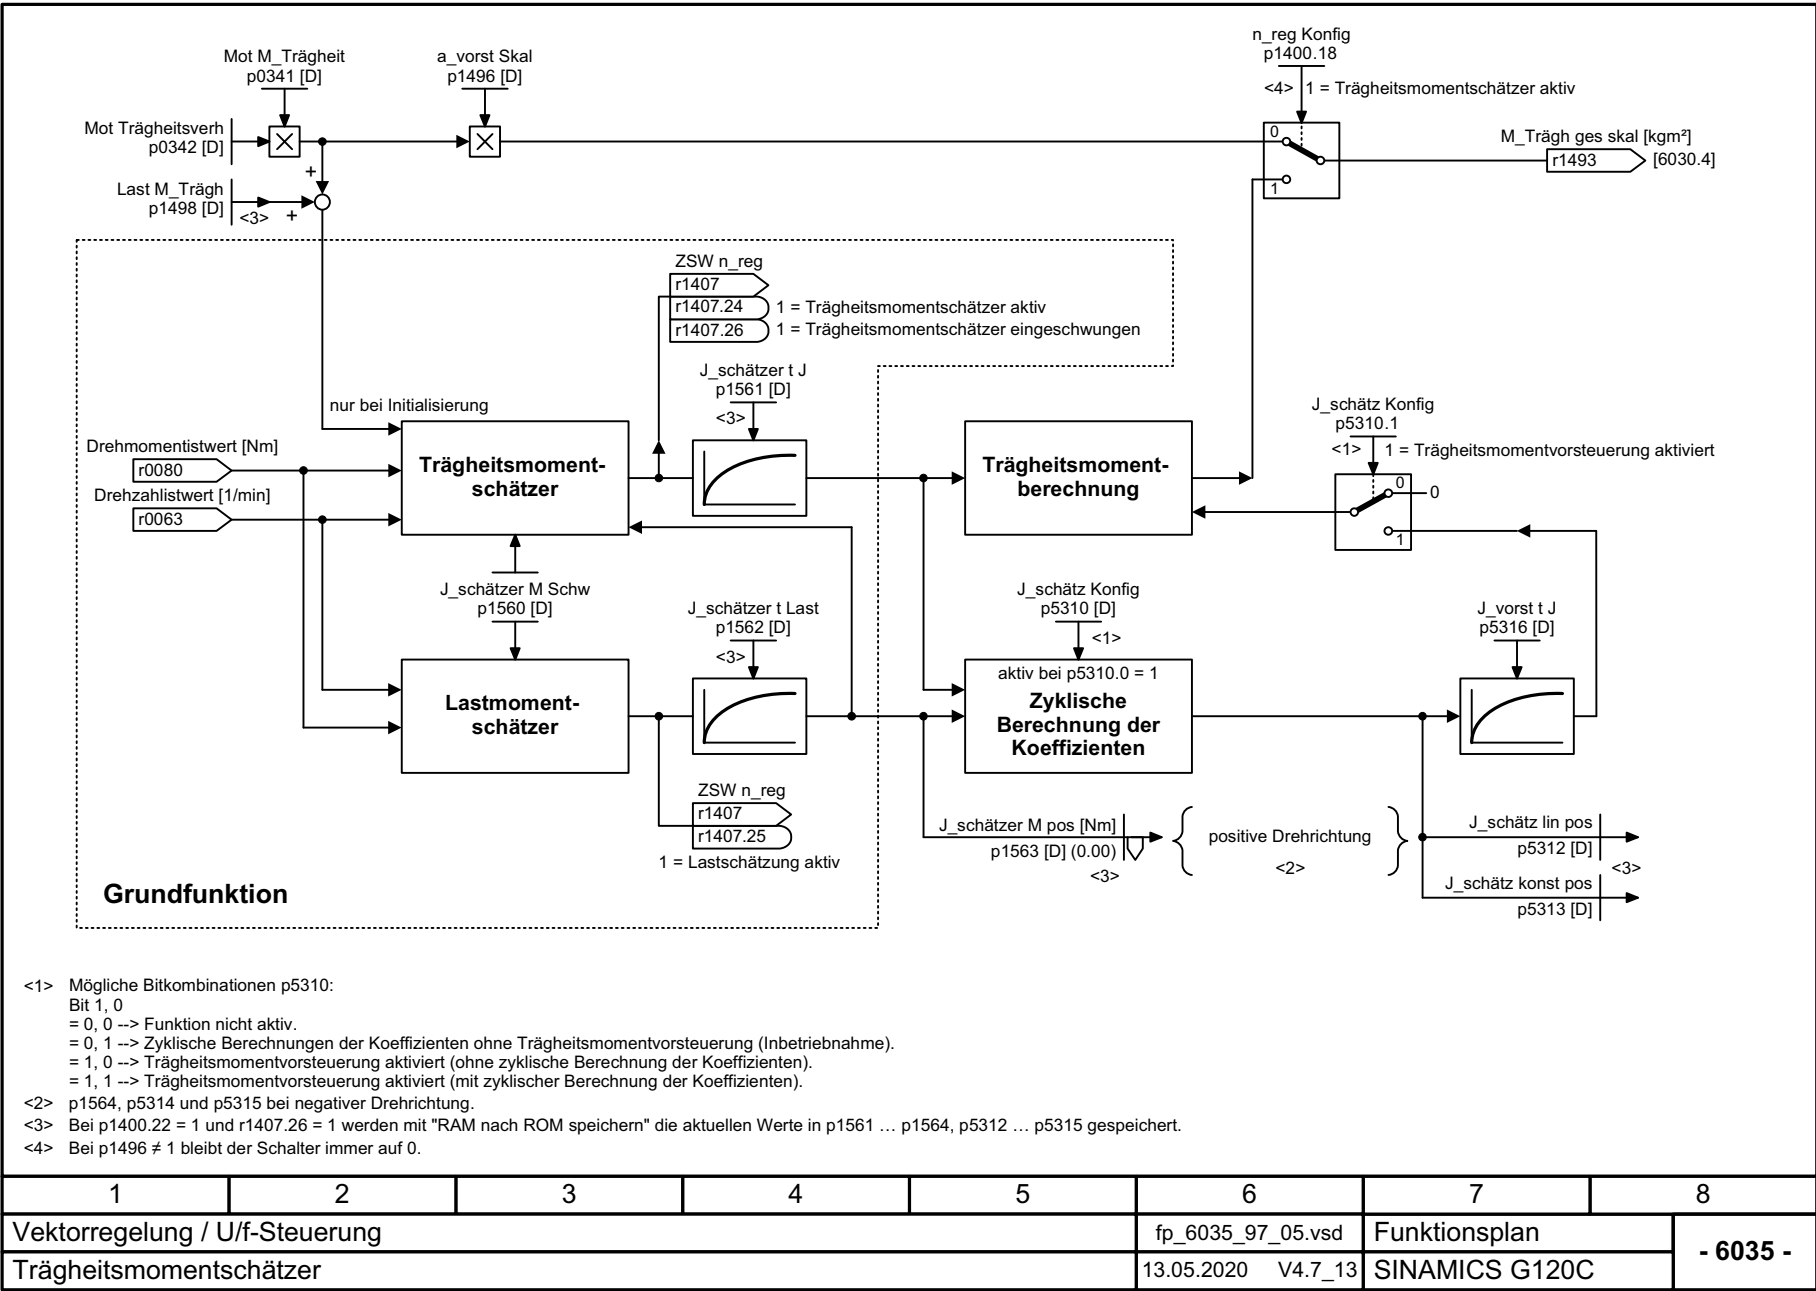 Mot M_Trägheit
p0341 [D]
a_vorst Skal
p1496 [D]
n_reg Konfig
p1400.18
<4>
1 = Trägheitsmomentschätzer aktiv
Mot Trägheitsverh
p0342 [D]
0
1
M_Trägh ges skal [kgm²]
r1493
[6030.4]
+
Last M_Trägh
p1498 [D]
<3>
+
ZSW n_reg
r1407
r1407.24
1 = Trägheitsmomentschätzer aktiv
r1407.26
1 = Trägheitsmomentschätzer eingeschwungen
J_schätzer t J
p1561 [D]
<3>
nur bei Initialisierung
J_schätz Konfig
p5310.1
<1>
1 = Trägheitsmomentvorsteuerung aktiviert
Drehmomentistwert [Nm]
r0080
Drehzahlistwert [1/min]
r0063
Trägheitsmoment-
schätzer
Trägheitsmoment-
berechnung
0
0
1
J_schätzer M Schw
p1560 [D]
J_schätzer t Last
p1562 [D]
<3>
J_schätz Konfig
p5310 [D]
<1>
J_vorst t J
p5316 [D]
Lastmoment-
schätzer
aktiv bei p5310.0 = 1
Zyklische
Berechnung der
Koeffizienten
ZSW n_reg
r1407
r1407.25
1 = Lastschätzung aktiv
J_schätzer M pos [Nm]
p1563 [D] (0.00)
<3>
positive Drehrichtung
<2>
J_schätz lin pos
p5312 [D]
<3>
J_schätz konst pos
p5313 [D]
Grundfunktion
<1> Mögliche Bitkombinationen p5310:
Bit 1, 0
= 0, 0 --> Funktion nicht aktiv.
= 0, 1 --> Zyklische Berechnungen der Koeffizienten ohne Trägheitsmomentvorsteuerung (Inbetriebnahme).
= 1, 0 --> Trägheitsmomentvorsteuerung aktiviert (ohne zyklische Berechnung der Koeffizienten).
= 1, 1 --> Trägheitsmomentvorsteuerung aktiviert (mit zyklischer Berechnung der Koeffizienten).
<2> p1564, p5314 und p5315 bei negativer Drehrichtung.
<3> Bei p1400.22 = 1 und r1407.26 = 1 werden mit "RAM nach ROM speichern" die aktuellen Werte in p1561 … p1564, p5312 … p5315 gespeichert.
<4> Bei p1496 ≠ 1 bleibt der Schalter immer auf 0.
1 2 3 4 5 6 7 8
Vektorregelung / U/f-Steuerung
fp_6035_97_05.vsd
Funktionsplan
- 6035 -
Trägheitsmomentschätzer
13.05.2020 V4.7_13
SINAMICS G120C